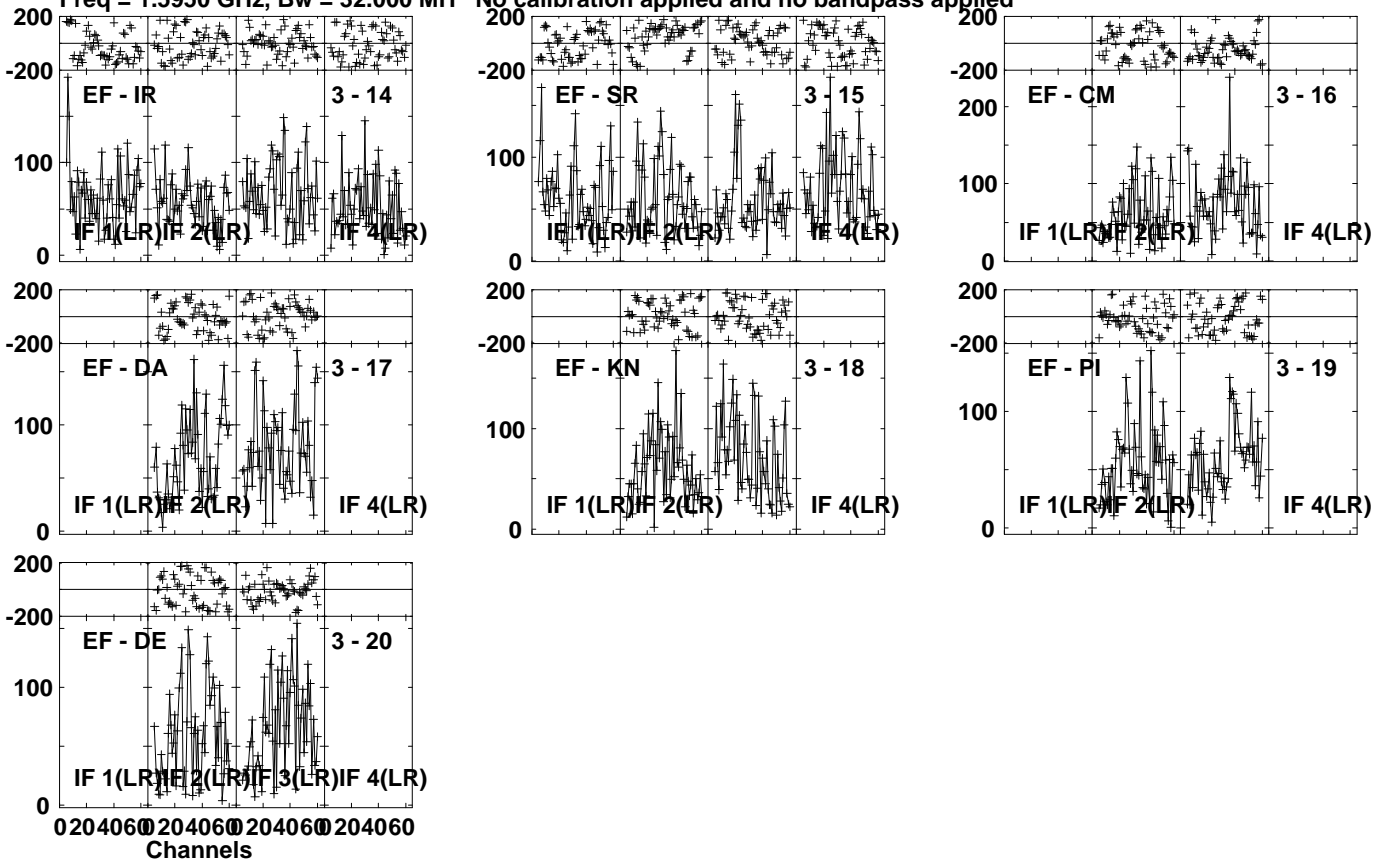 Freq = 1.5950 GHz, Bw = 32.000 MH No calibration applied and no bandpass applied
200
-200
EF - IR 3 - 14
100
0
IF 1(LR) IF 2(LR) IF 4(LR)
200
-200
EF - SR 3 - 15
100
0
IF 1(LR) IF 2(LR) IF 4(LR)
200
-200
EF - CM 3 - 16
200
100
0
IF 1(LR) IF 2(LR) IF 4(LR)
200
-200
EF - DA 3 - 17
100
0
IF 1(LR) IF 2(LR) IF 4(LR)
200
-200
EF - KN 3 - 18
100
0
IF 1(LR) IF 2(LR) IF 4(LR)
200
-200
EF - PI 3 - 19
100
0
IF 1(LR) IF 2(LR) IF 4(LR)
200
-200
EF - DE 3 - 20
100
0
IF 1(LR) IF 2(LR) IF 3(LR) IF 4(LR)
0 20 40 60 0 20 40 60 0 20 40 60 0 20 40 60
Channels